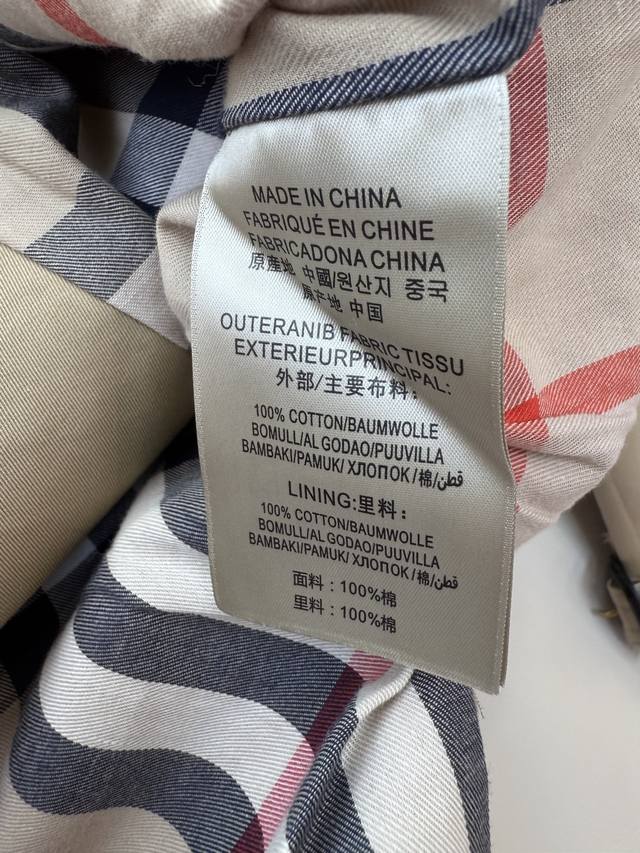 MADE IN CHINA
FABRIQUÉ EN CHINE
FABRICADONA CHINA
原産地 中國/원산지 중국
原产地 中国
OUTERANIB FABRIC TISSU
EXTERIEURPRINCIPAL:
外部/主要布料:
100% COTTON/BAUMWOLLE
BOMULL/AL GODAO/PUUVILLA
BAMBAKI/PAMUK/ ХЛОПОК /棉/قطن
LINING:里料:
100% COTTON/BAUMWOLLE
BOMULL/AL GODAO/PUUVILLA
BAMBAKI/PAMUK/ ХЛОПОК /棉/قطن
面料：100%棉
里料：100%棉